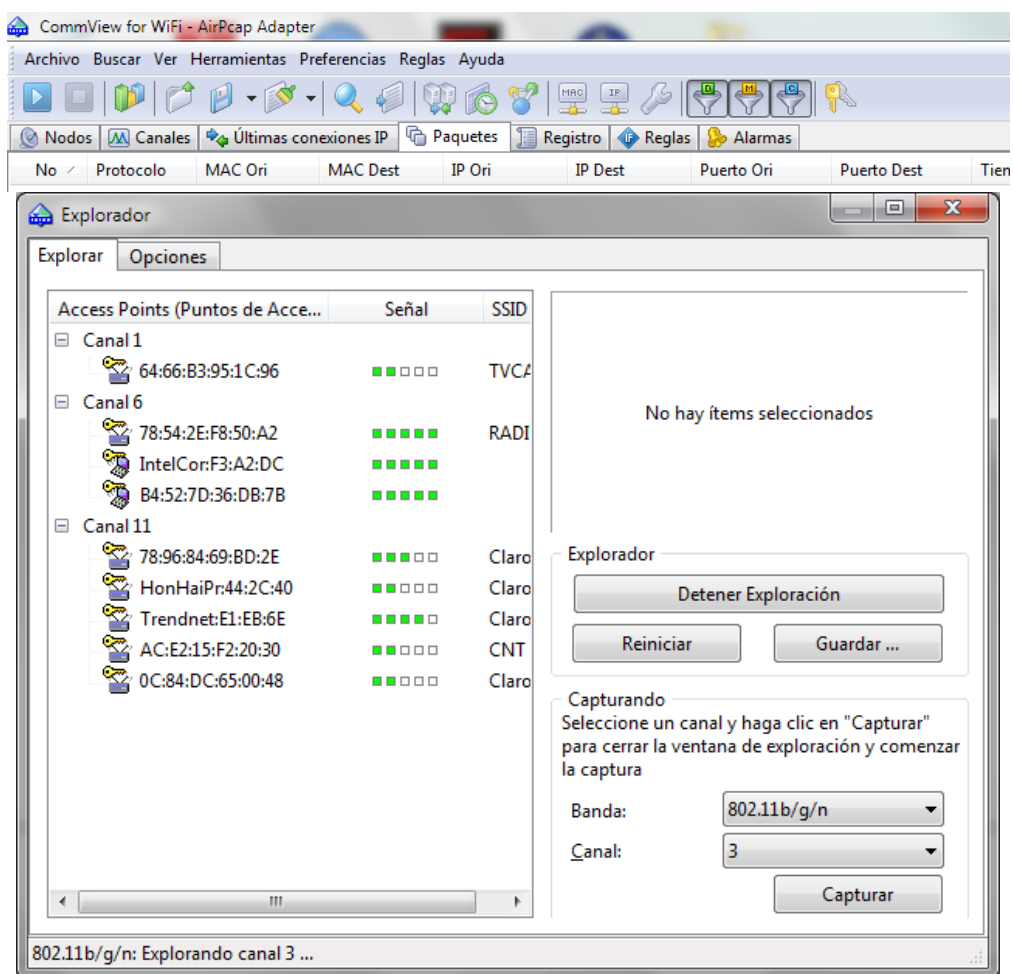 CommView for WiFi - AirPcap Adapter
Archivo Buscar Ver Herramientas Preferencias Reglas Ayuda
MAC IP D M C
Nodos Canales Últimas conexiones IP Paquetes Registro IF Reglas Alarmas
No Protocolo MAC Ori MAC Dest IP Ori IP Dest Puerto Ori Puerto Dest Tien
Explorador
Explorar Opciones
Access Points (Puntos de Acce... Señal SSID
Canal 1
64:66:B3:95:1C:96 TVCA
Canal 6
78:54:2E:F8:50:A2 RADI
IntelCor:F3:A2:DC
B4:52:7D:36:DB:7B
Canal 11
78:96:84:69:BD:2E Claro
HonHaiPr:44:2C:40 Claro
Trendnet:E1:EB:6E Claro
AC:E2:15:F2:20:30 CNT
0C:84:DC:65:00:48 Claro
No hay ítems seleccionados
Explorador
Detener Exploración
Reiniciar Guardar ...
Capturando
Seleccione un canal y haga clic en "Capturar"
para cerrar la ventana de exploración y comenzar
la captura
Banda: 802.11b/g/n
Canal: 3
Capturar
802.11b/g/n: Explorando canal 3 ...